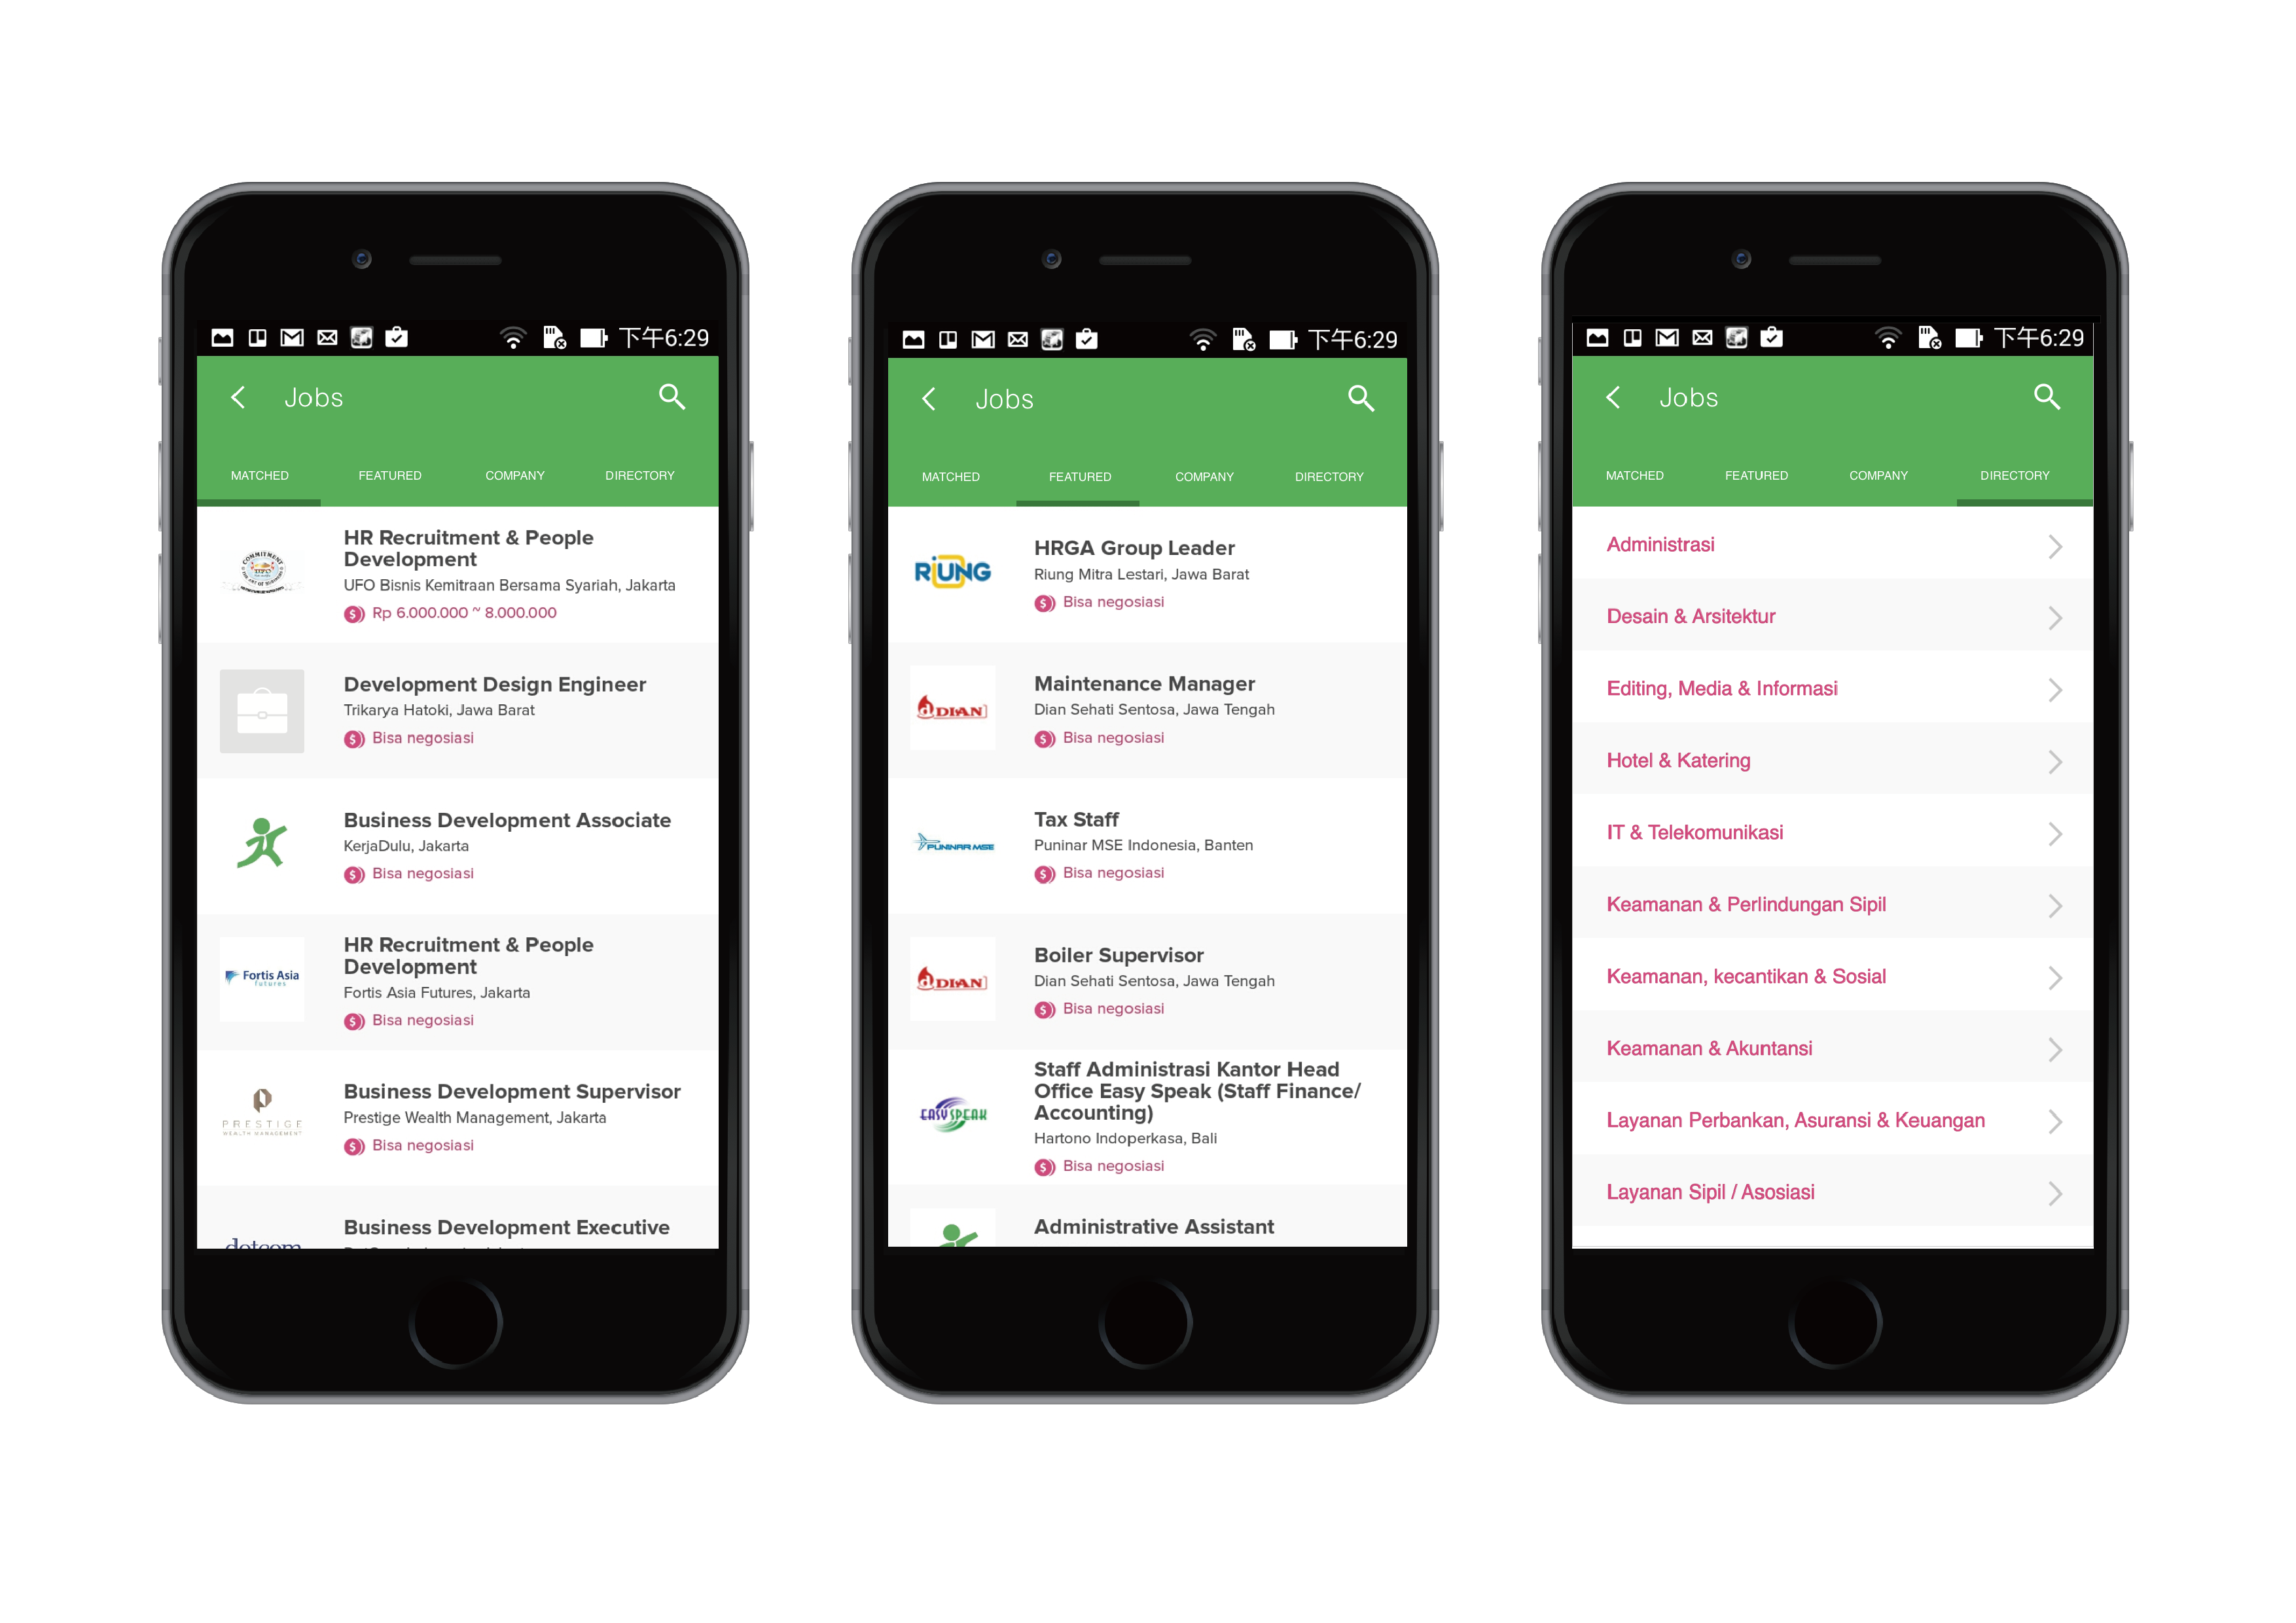 下午6:29
Jobs
MATCHED FEATURED COMPANY DIRECTORY
COMMITMENT
HR Recruitment & People
Development
UFO Bisnis Kemitraan Bersama Syariah, Jakarta
Rp 6.000.000 ~ 8.000.000
Development Design Engineer
Trikarya Hatoki, Jawa Barat
Bisa negosiasi
Business Development Associate
KerjaDulu, Jakarta
Bisa negosiasi
Fortis Asia
futures
HR Recruitment & People
Development
Fortis Asia Futures, Jakarta
Bisa negosiasi
PRESTIGE
WEALTH MANAGEMENT
Business Development Supervisor
Prestige Wealth Management, Jakarta
Bisa negosiasi
dotcom
Business Development Executive
下午6:29
Jobs
MATCHED FEATURED COMPANY DIRECTORY
RIUNG
HRGA Group Leader
Riung Mitra Lestari, Jawa Barat
Bisa negosiasi
DIAN
Maintenance Manager
Dian Sehati Sentosa, Jawa Tengah
Bisa negosiasi
PUNINAR MSE
Tax Staff
Puninar MSE Indonesia, Banten
Bisa negosiasi
DIAN
Boiler Supervisor
Dian Sehati Sentosa, Jawa Tengah
Bisa negosiasi
EASY SPEAK
Staff Administrasi Kantor Head
Office Easy Speak (Staff Finance/
Accounting)
Hartono Indoperkasa, Bali
Bisa negosiasi
Administrative Assistant
下午6:29
Jobs
MATCHED FEATURED COMPANY DIRECTORY
Administrasi
Desain & Arsitektur
Editing, Media & Informasi
Hotel & Katering
IT & Telekomunikasi
Keamanan & Perlindungan Sipil
Keamanan, kecantikan & Sosial
Keamanan & Akuntansi
Layanan Perbankan, Asuransi & Keuangan
Layanan Sipil / Asosiasi